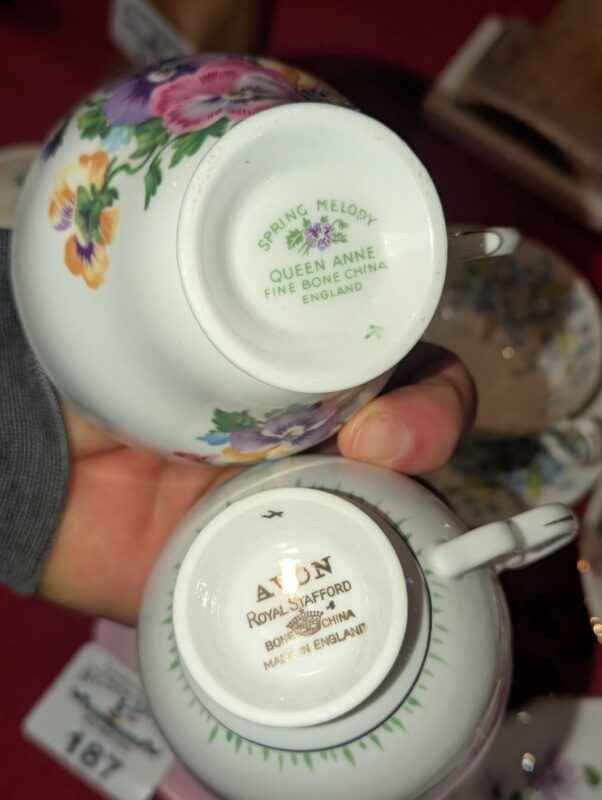 SPRING MELODY
QUEEN ANNE
FINE BONE CHINA
ENGLAND
AVON
ROYAL STAFFORD
BONE CHINA
MADE IN ENGLAND
187